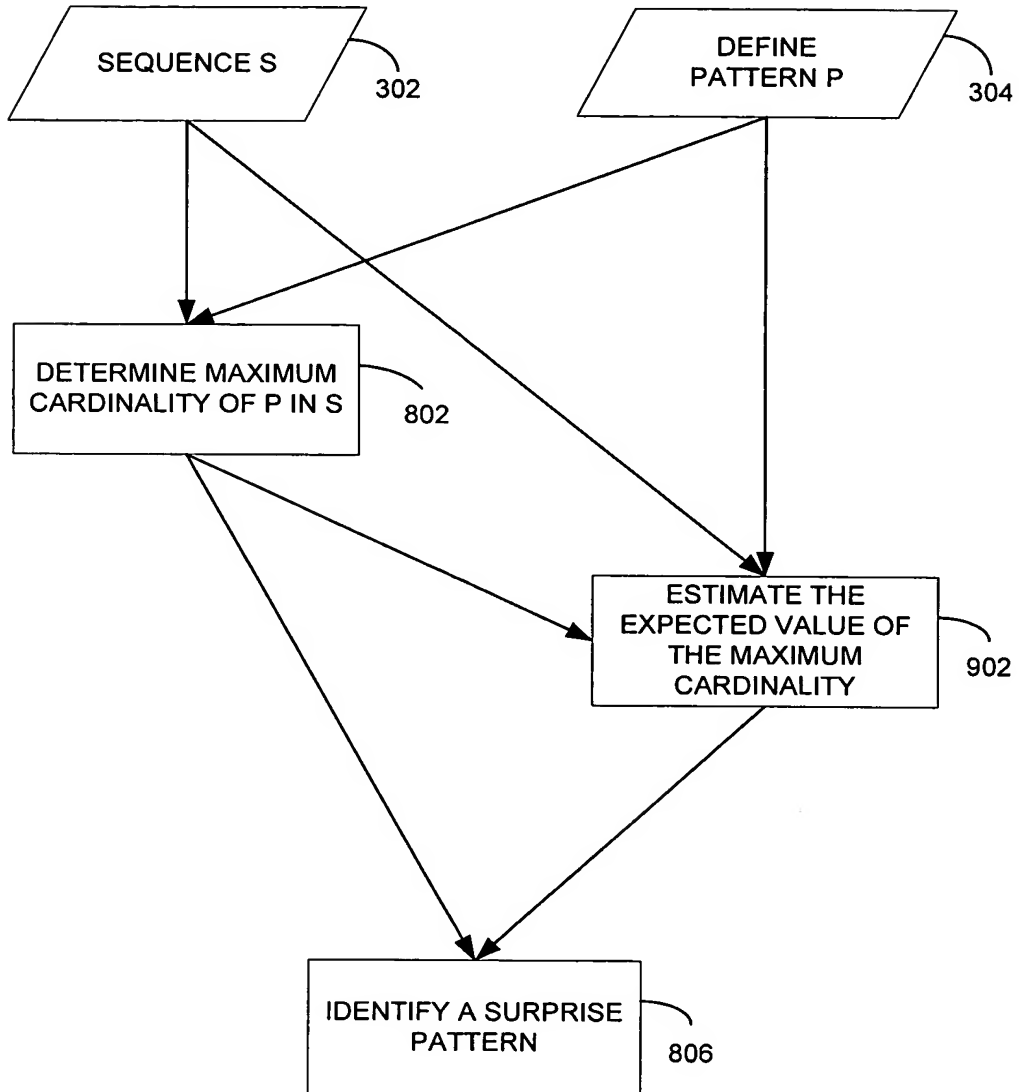 SEQUENCE S
302
DEFINE
PATTERN P
304
DETERMINE MAXIMUM
CARDINALITY OF P IN S
802
ESTIMATE THE
EXPECTED VALUE OF
THE MAXIMUM
CARDINALITY
902
IDENTIFY A SURPRISE
PATTERN
806